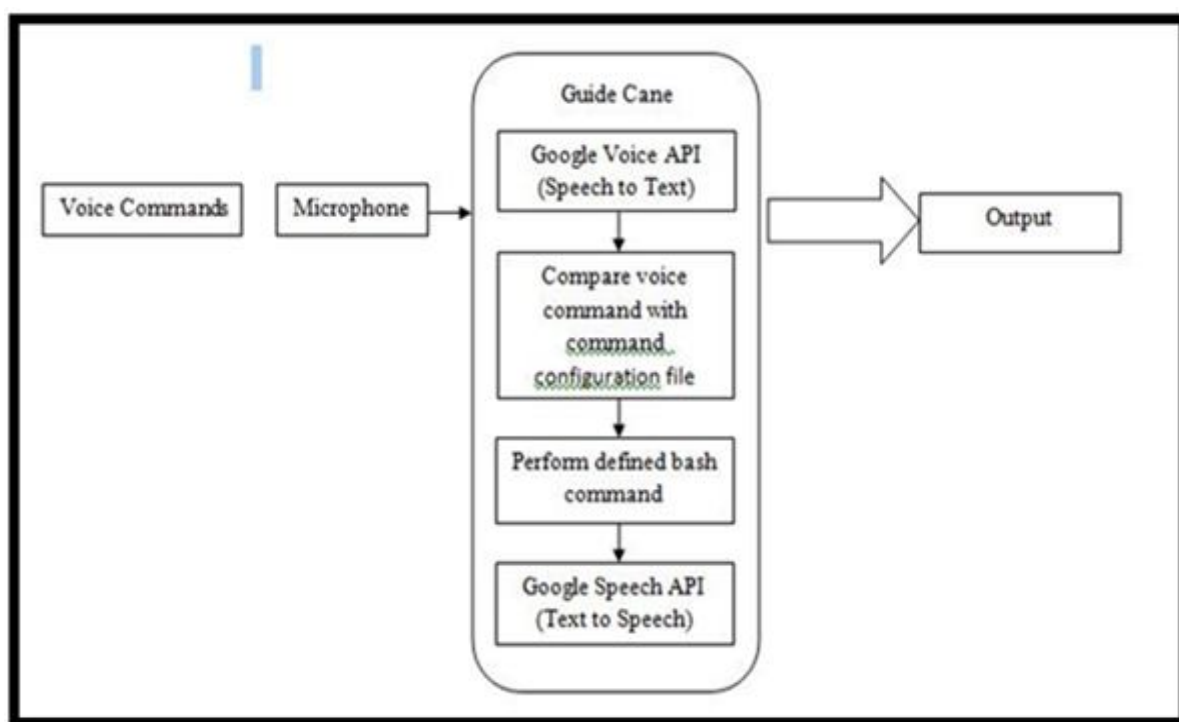 Voice Commands
Microphone
Guide Cane
Google Voice API
(Speech to Text)
Compare voice
command with
command
configuration file
Perform defined bash
command
Google Speech API
(Text to Speech)
Output